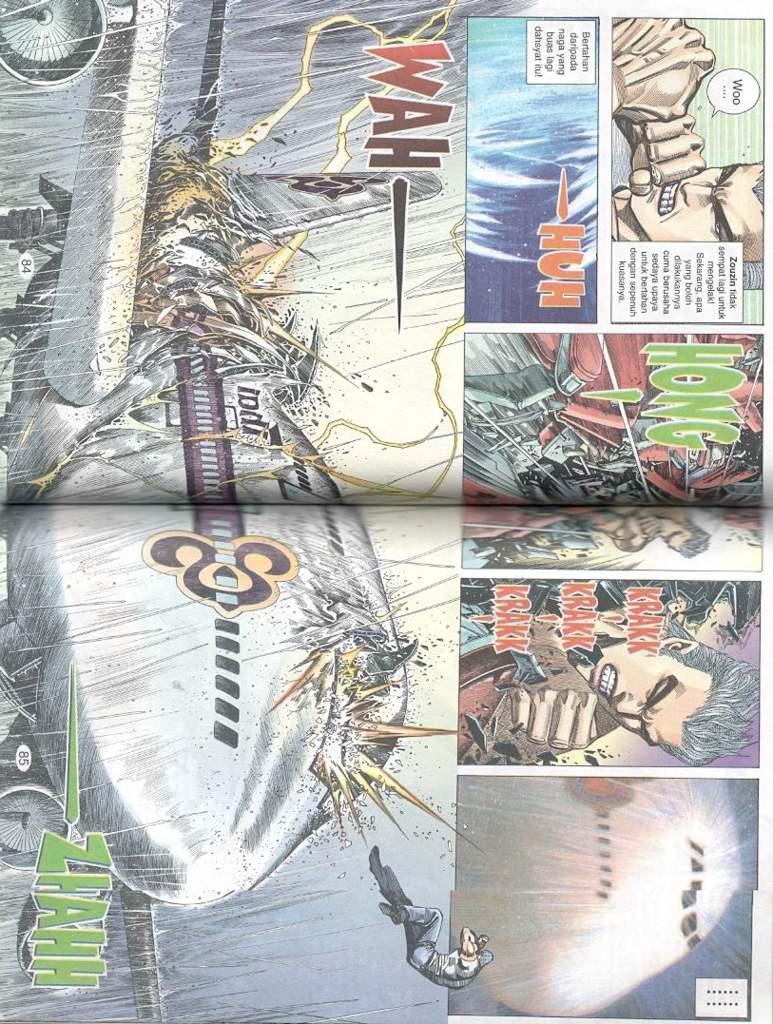 Woo
....
Zouzin tidak
sempat lagi untuk
mengelak!
Sekarang, apa
yang boleh
dilakukannya
cuma berusaha
sedaya upaya
untuk bertahan
dengan sepenuh
kuasanya.
Bertahan
daripada
naga yang
buas lagi
dahsyat itu!
HUH!
HONG!
KRAKK
KRAKK
KRAKK
......
WAH!
ZHAHH!
84
85